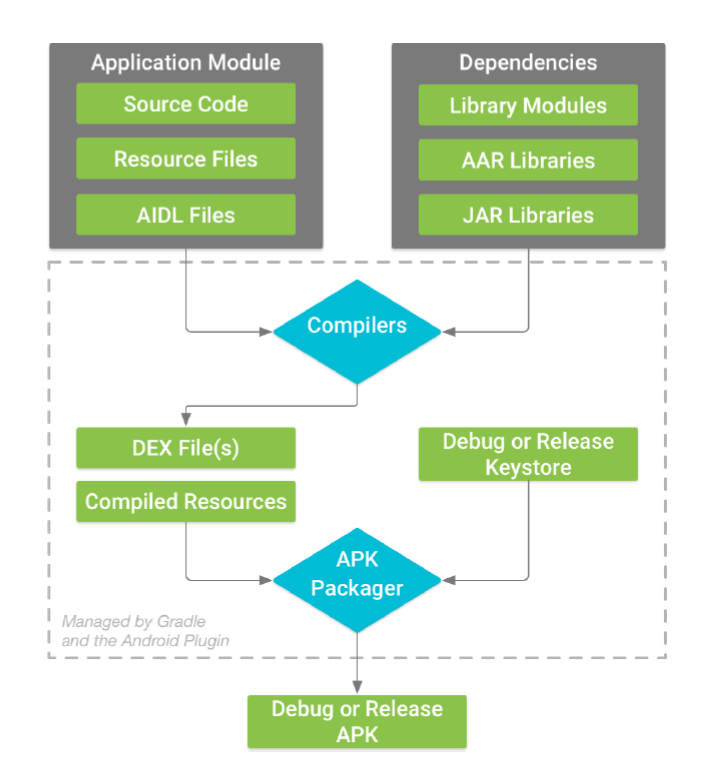 Application Module
Source Code
Resource Files
AIDL Files
Dependencies
Library Modules
AAR Libraries
JAR Libraries
Compilers
DEX File(s)
Compiled Resources
Debug or Release
Keystore
APK
Packager
Managed by Gradle
and the Android Plugin
Debug or Release
APK